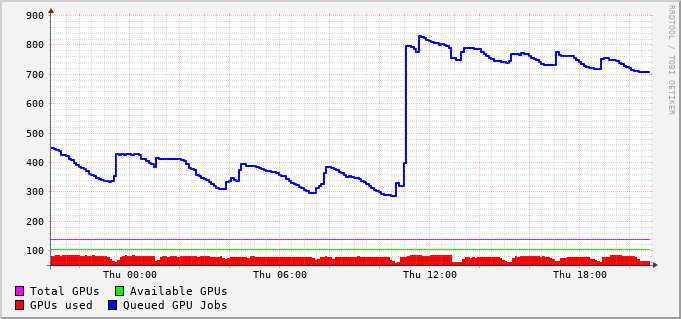 900
800
700
600
500
400
300
200
100
Thu 00:00 Thu 06:00 Thu 12:00 Thu 18:00
Total GPUs Available GPUs
GPUs used Queued GPU Jobs
RRDTOOL / TOBI OETIKER